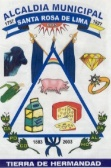 ALCALDIA MUNICIPAL
SANTA ROSA DE LIMA
TIERRA DE HERMANDAD